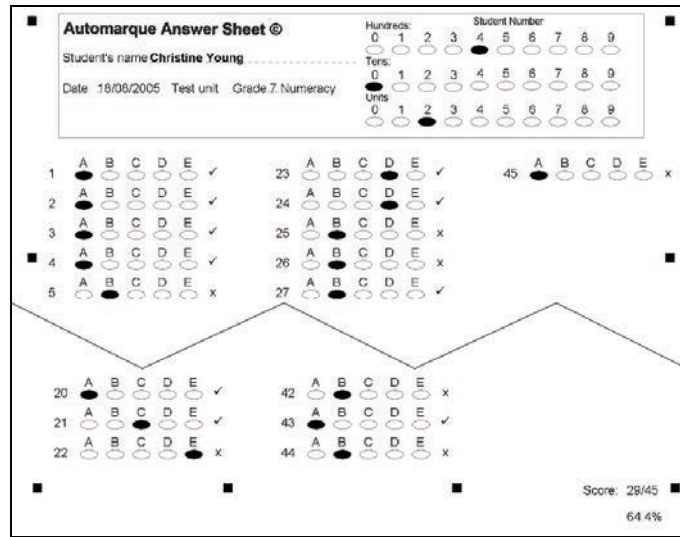 Automarque Answer Sheet ©
Student's name Christine Young
Date 18/08/2005 Test unit Grade 7 Numeracy
Student Number
Hundreds:
0 1 2 3 4 5 6 7 8 9
Tens:
0 1 2 3 4 5 6 7 8 9
Units
0 1 2 3 4 5 6 7 8 9
A B C D E
1 ✓
A B C D E
2 ✓
A B C D E
3 ✓
A B C D E
4 ✓
A B C D E
5 x
A B C D E
20 ✓
A B C D E
21 ✓
A B C D E
22 x
A B C D E
23 ✓
A B C D E
24 ✓
A B C D E
25 x
A B C D E
26 x
A B C D E
27 ✓
A B C D E
42 x
A B C D E
43 ✓
A B C D E
44 x
A B C D E
45 x
Score: 29/45
64.4%